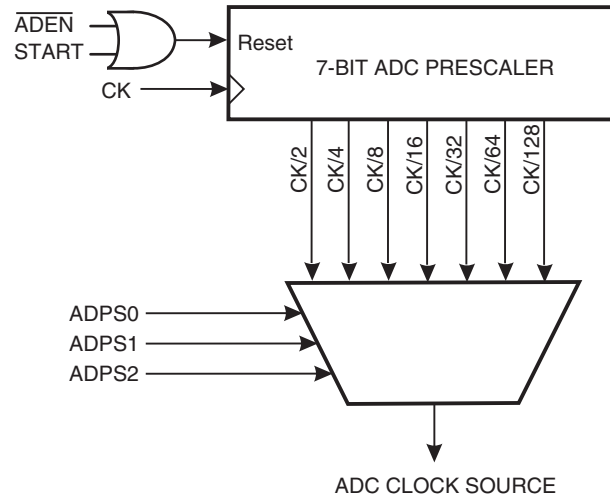 ADEN
START
Reset
7-BIT ADC PRESCALER
CK
CK/2
CK/4
CK/8
CK/16
CK/32
CK/64
CK/128
ADPS0
ADPS1
ADPS2
ADC CLOCK SOURCE